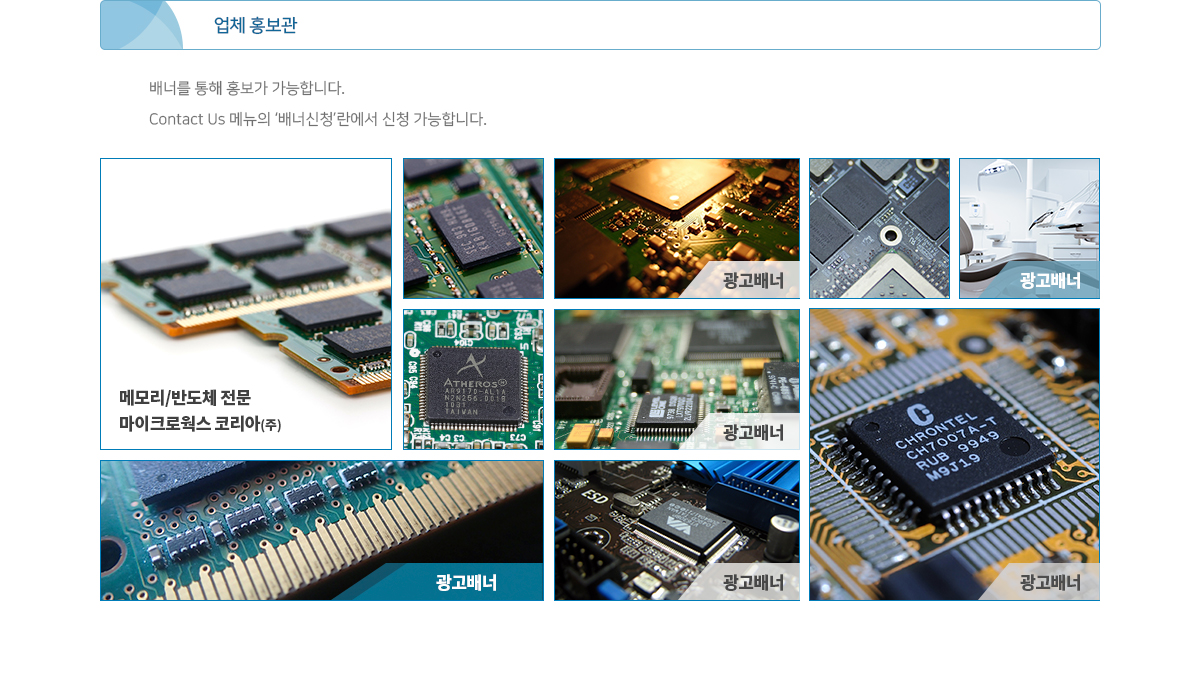 업체 홍보관
배너를 통해 홍보가 가능합니다.
Contact Us 메뉴의 '배너신청'란에서 신청 가능합니다.
메모리/반도체 전문
마이크로웍스 코리아(주)
ATHEROS®
AR9170-AL1A
N2N256.001B
TAIWAN
광고배너
광고배너
광고배너
CHRONTEL
CH7007A-T
RUB 9949
M9J19
광고배너
광고배너
ESD
VIA
광고배너